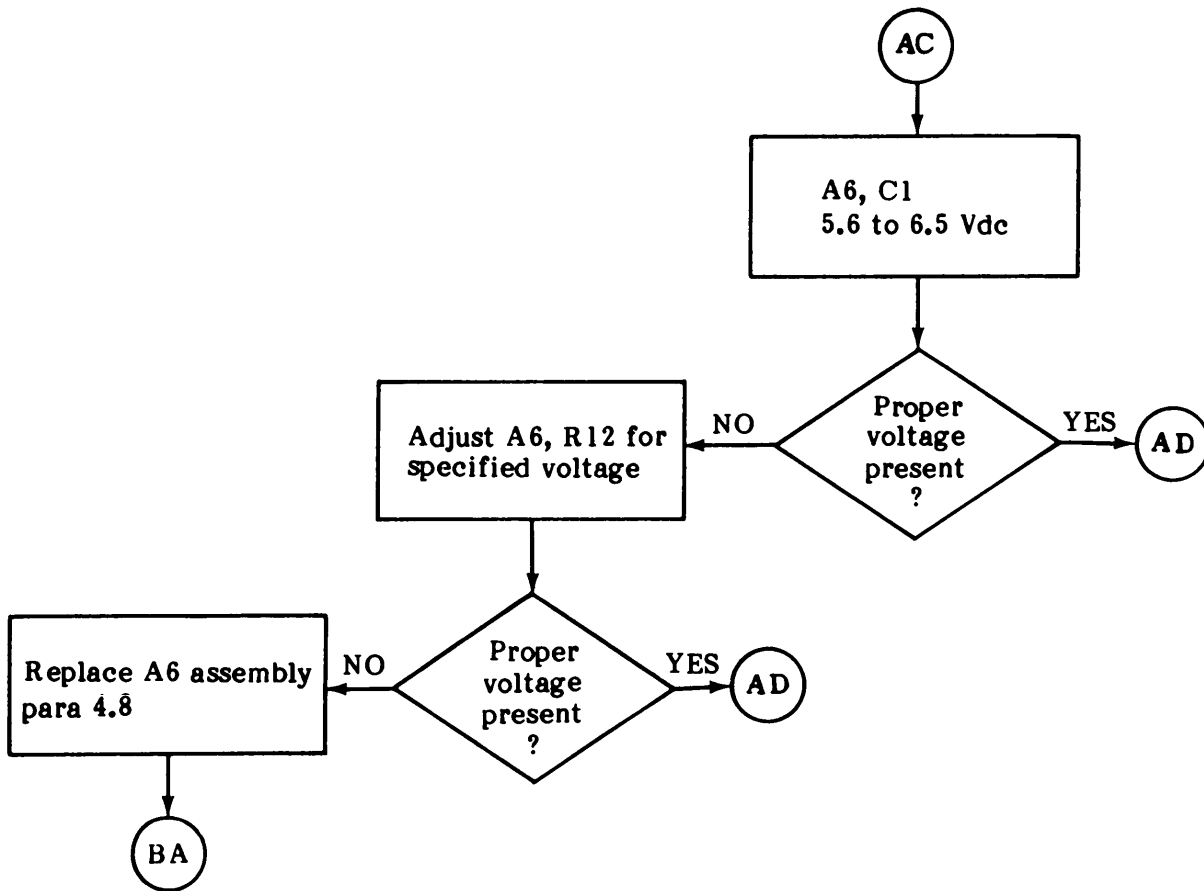 AC
A6, C1
5.6 to 6.5 Vdc
Proper
voltage
present
?
YES
AD
NO
Adjust A6, R12 for
specified voltage
Proper
voltage
present
?
YES
AD
NO
Replace A6 assembly
para 4.8
BA